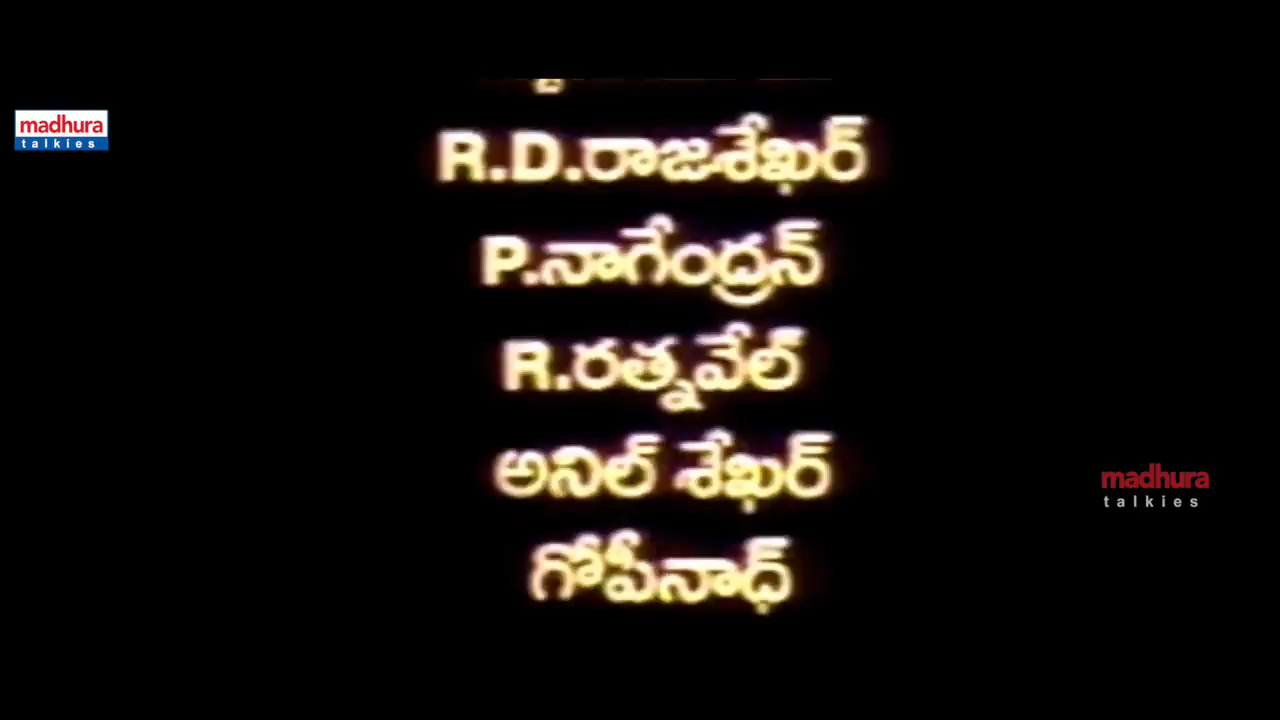 madhura
talkies
R.D.రాజశేఖర్
P.నాగేంద్రన్
R.రత్నవేల్
అనిల్ శేఖర్
గోపీనాధ్
madhura
talkies